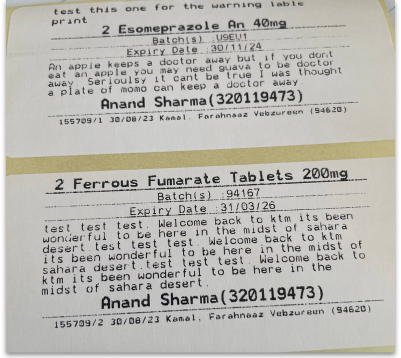 test this one for the warning lable
print
2 Esomeprazole An 40mg
Batch(s) :U9EU1
Expiry Date :30/11/24
An apple keeps a doctor away but if you dont
eat an apple you may need guava to be doctor
away. Serioulsy it cant be true I was thought
a plate of momo can keep a doctor away.
Anand Sharma(320119473)
155709/1 30/08/23 Kamal, Farahnaaz Vebzureen (94620)
2 Ferrous Fumarate Tablets 200mg
Batch(s) :94167
Expiry Date :31/03/26
test test test. Welcome back to ktm its been
wonderful to be here in the midst of sahara
desert test test test. Welcome back to ktm
its been wonderful to be here in the midst of
sahara desert.test test test. Welcome back to
ktm its been wonderful to be here in the
midst of sahara desert.
Anand Sharma(320119473)
155709/2 30/08/23 Kamal, Farahnaaz Vebzureen (94620)